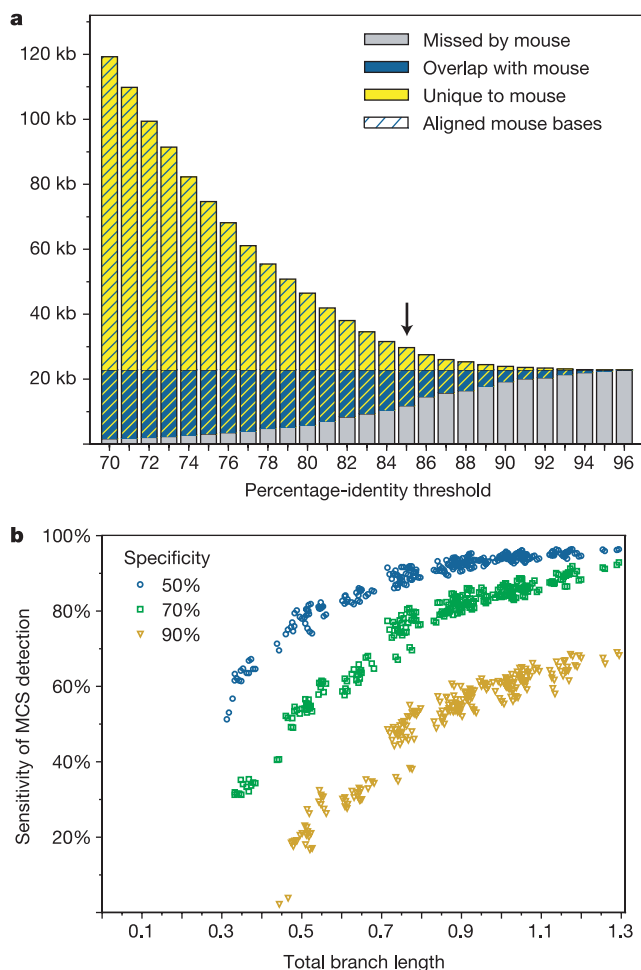 a
120 kb
100 kb
80 kb
60 kb
40 kb
20 kb
Missed by mouse
Overlap with mouse
Unique to mouse
Aligned mouse bases
70 72 74 76 78 80 82 84 86 88 90 92 94 96
Percentage-identity threshold
b
100%
80%
60%
40%
20%
Sensitivity of MCS detection
Specificity
50%
70%
90%
0.1 0.3 0.5 0.7 0.9 1.1 1.3
Total branch length